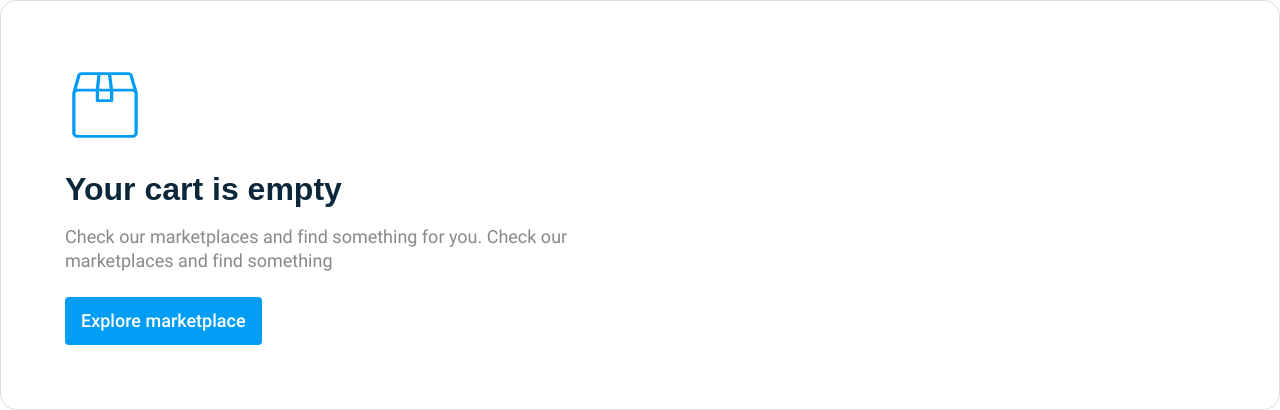 Your cart is empty
Check our marketplaces and find something for you. Check our
marketplaces and find something
Explore marketplace